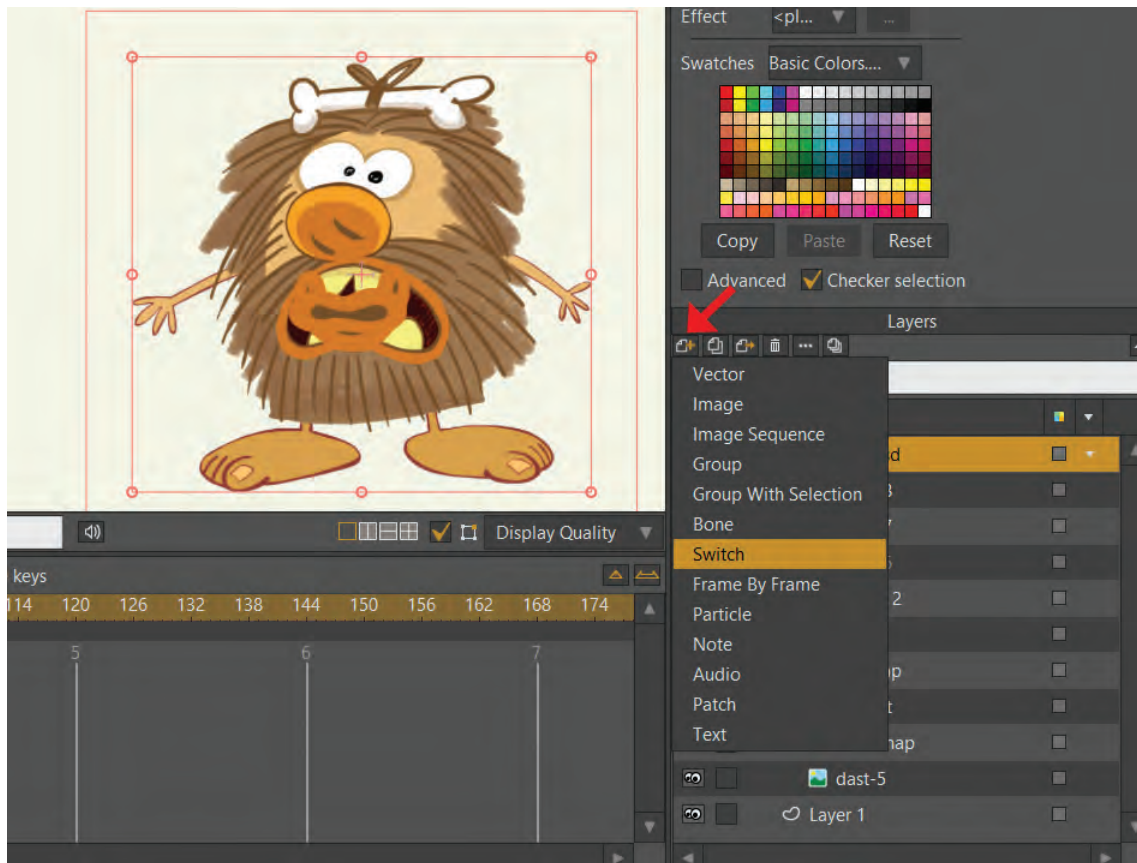 Effect <pl... ...
Swatches Basic Colors....
Copy Paste Reset
Advanced Checker selection
Layers
Vector
Image
Image Sequence
Group
Group With Selection
Bone
Switch
Frame By Frame
Particle
Note
Audio
Patch
Text
dast-5
Layer 1
Display Quality
keys
114 120 126 132 138 144 150 156 162 168 174
5 6 7